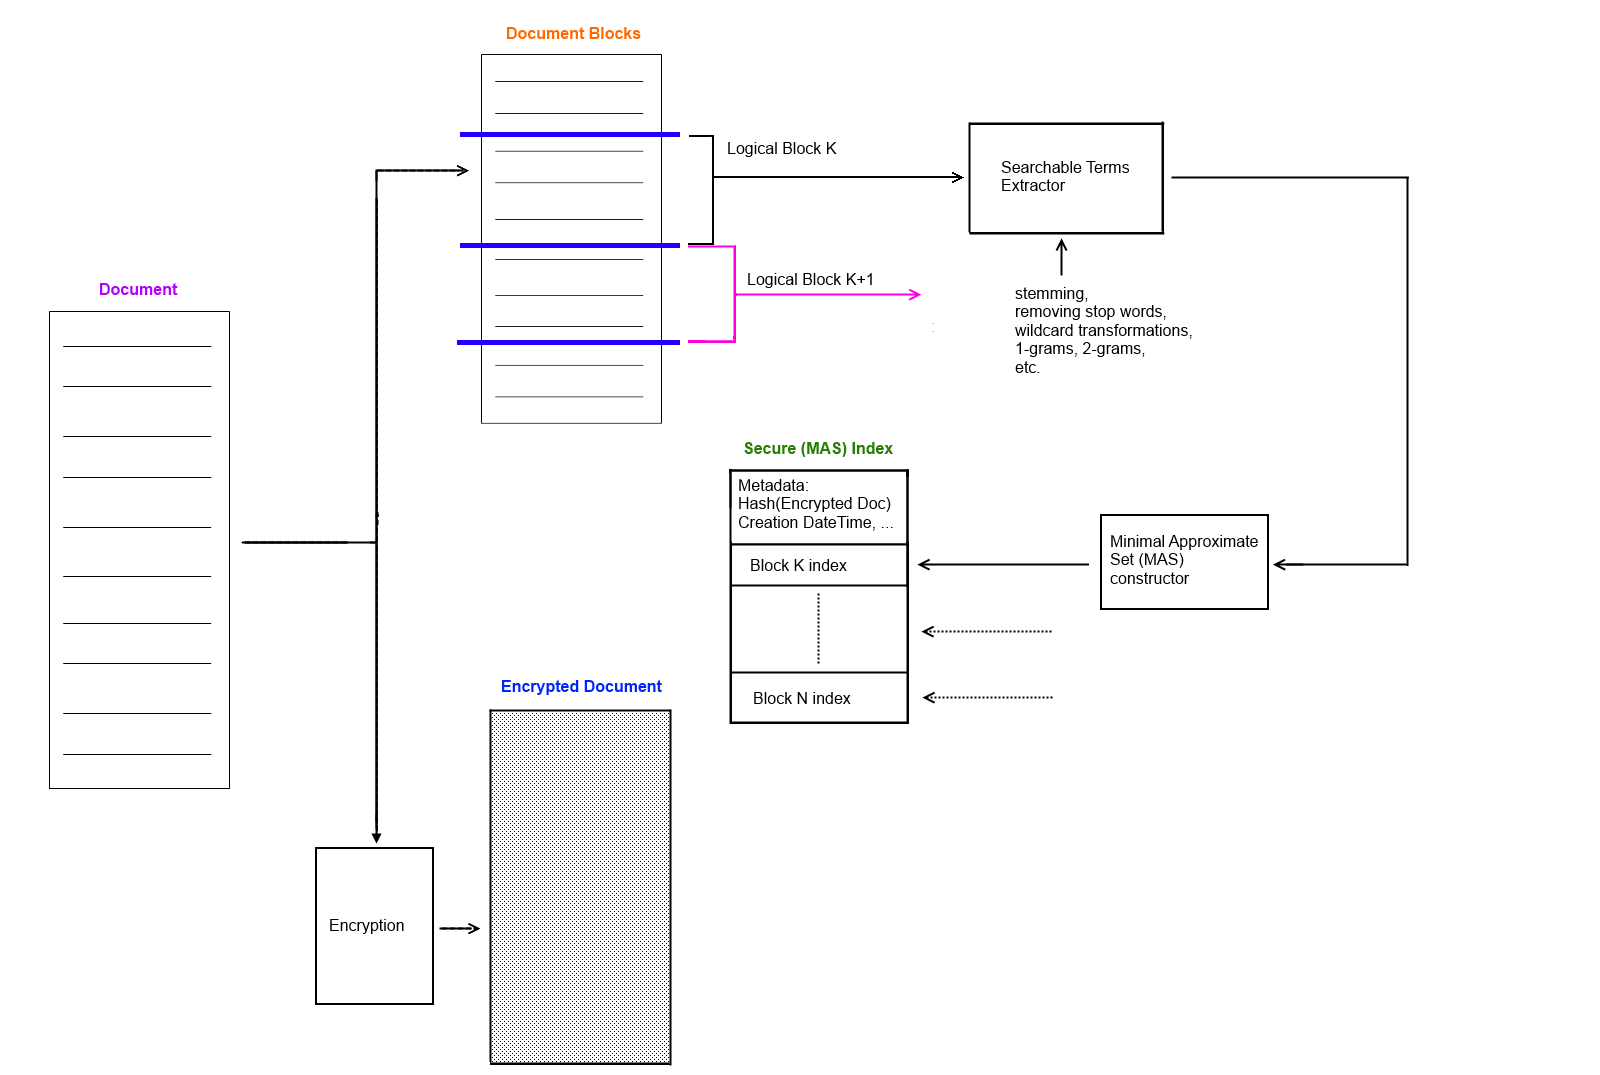 Document Blocks
Logical Block K
Searchable Terms
Extractor
Logical Block K+1
Document
stemming,
removing stop words,
wildcard transformations,
1-grams, 2-grams,
etc.
Secure (MAS) Index
Metadata:
Hash(Encrypted Doc)
Creation DateTime, ...
Block K index
Block N index
Minimal Approximate
Set (MAS)
constructor
Encrypted Document
Encryption